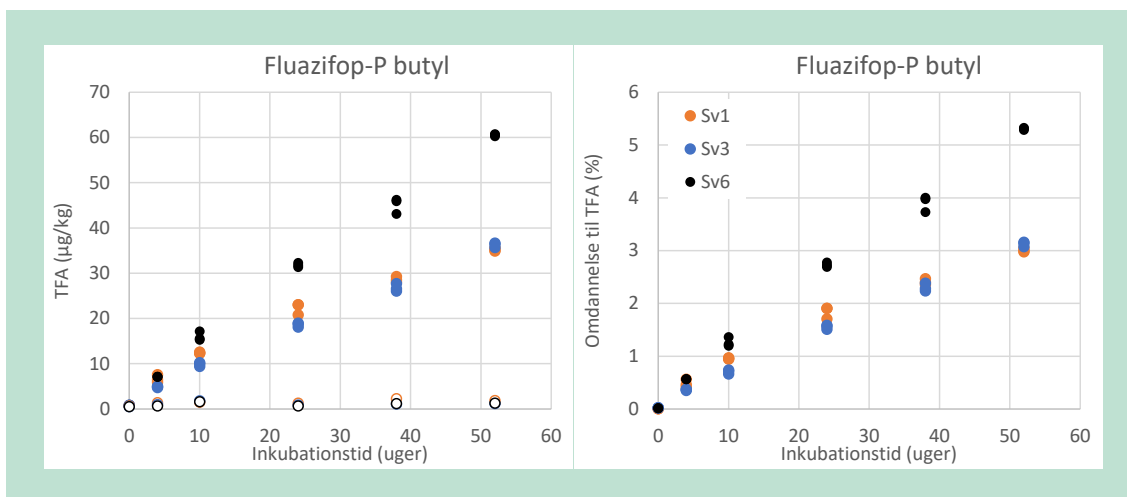 Fluazifop-P butyl
TFA (µg/kg)
70
60
50
40
30
20
10
0
0 10 20 30 40 50 60
Inkubationstid (uger)
Fluazifop-P butyl
Omdannelse til TFA (%)
6
5
4
3
2
1
0
Sv1
Sv3
Sv6
0 10 20 30 40 50 60
Inkubationstid (uger)